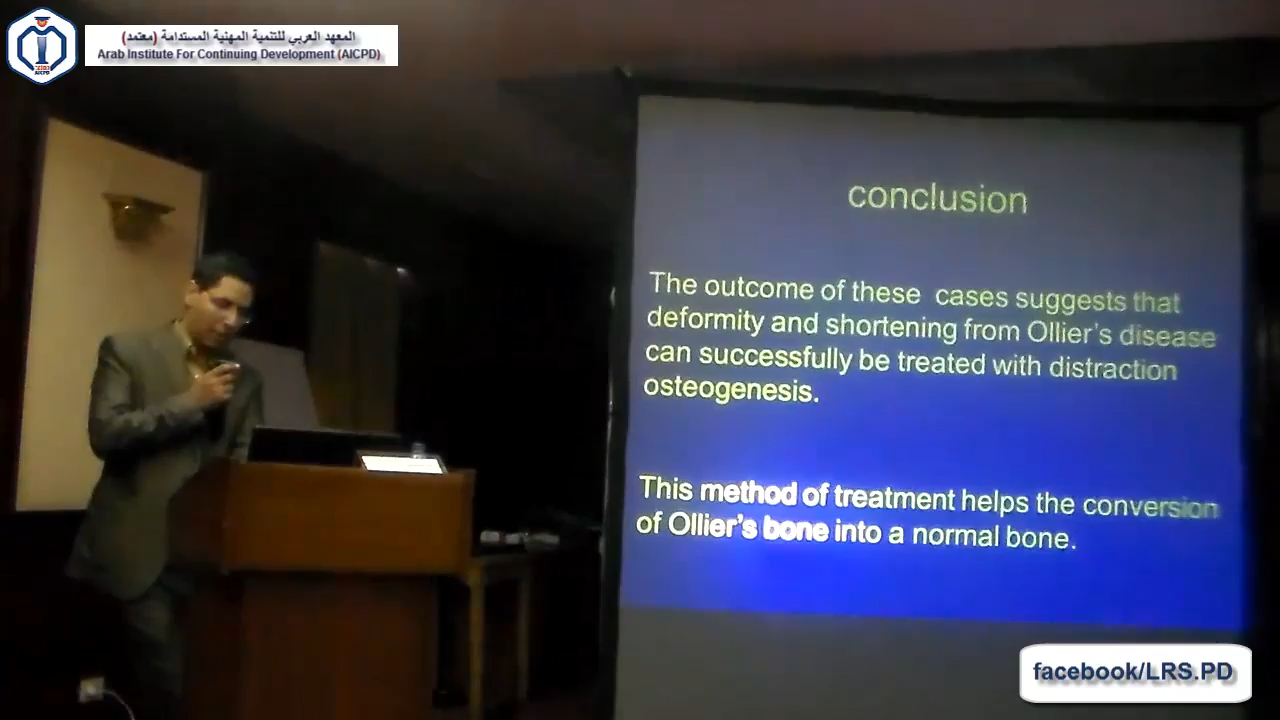 المعهد العربي للتنمية المهنية المستدامة (معتمد)
Arab Institute For Continuing Development (AICPD)
AICPD
conclusion
The outcome of these cases suggests that
deformity and shortening from Ollier's disease
can successfully be treated with distraction
osteogenesis.
This method of treatment helps the conversion
of Ollier's bone into a normal bone.
facebook/LRS.PD